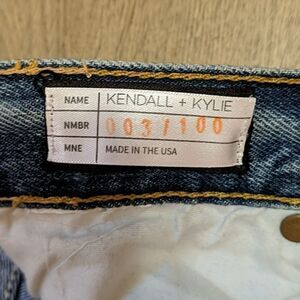 NAME KENDALL + KYLIE
NMBR 003/100
MNE MADE IN THE USA